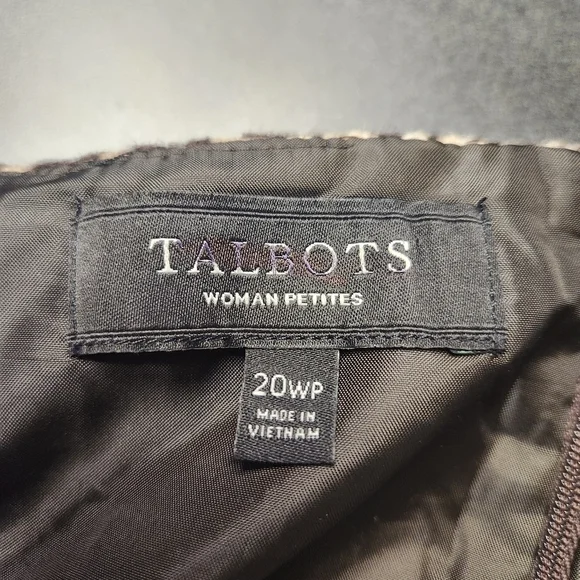 TALBOTS
WOMAN PETITES
20WP
MADE IN
VIETNAM